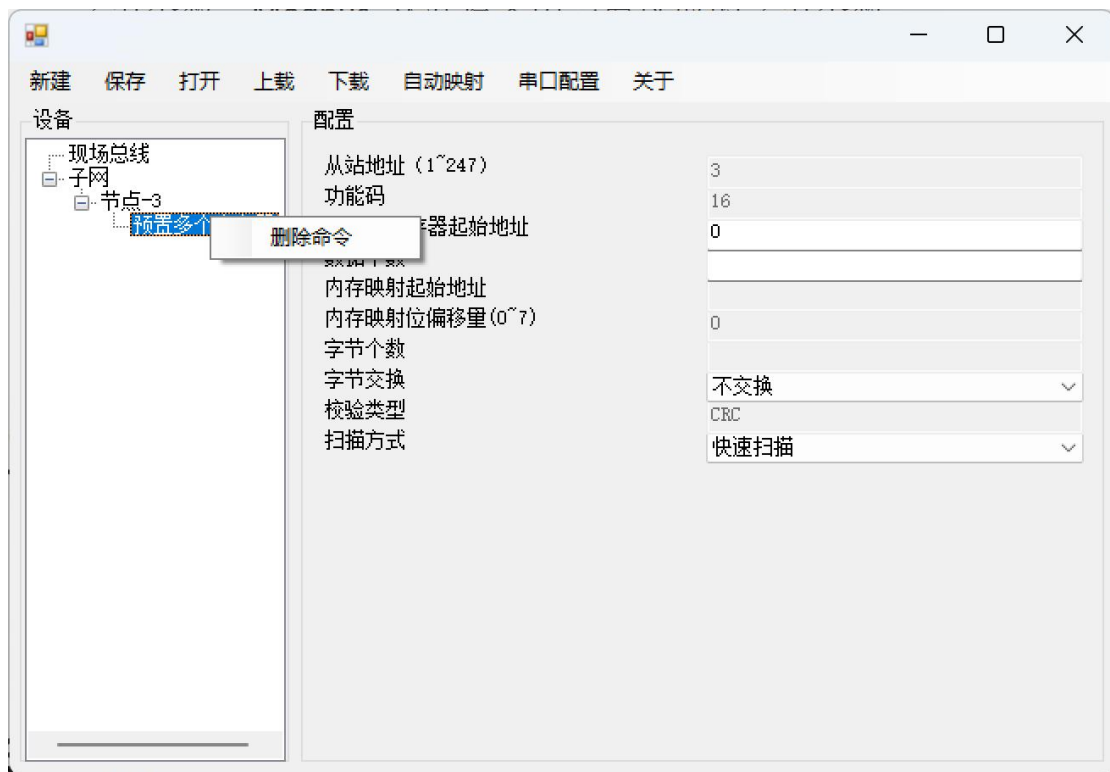 新建 保存 打开 上载 下载 自动映射 串口配置 关于
设备
现场总线
子网
节点-3
预置多个
删除命令
配置
从站地址 (1~247) 3
功能码 16
器起始地址 0
内存映射起始地址
内存映射位偏移量(0~7) 0
字节个数
字节交换 不交换
校验类型 CRC
扫描方式 快速扫描